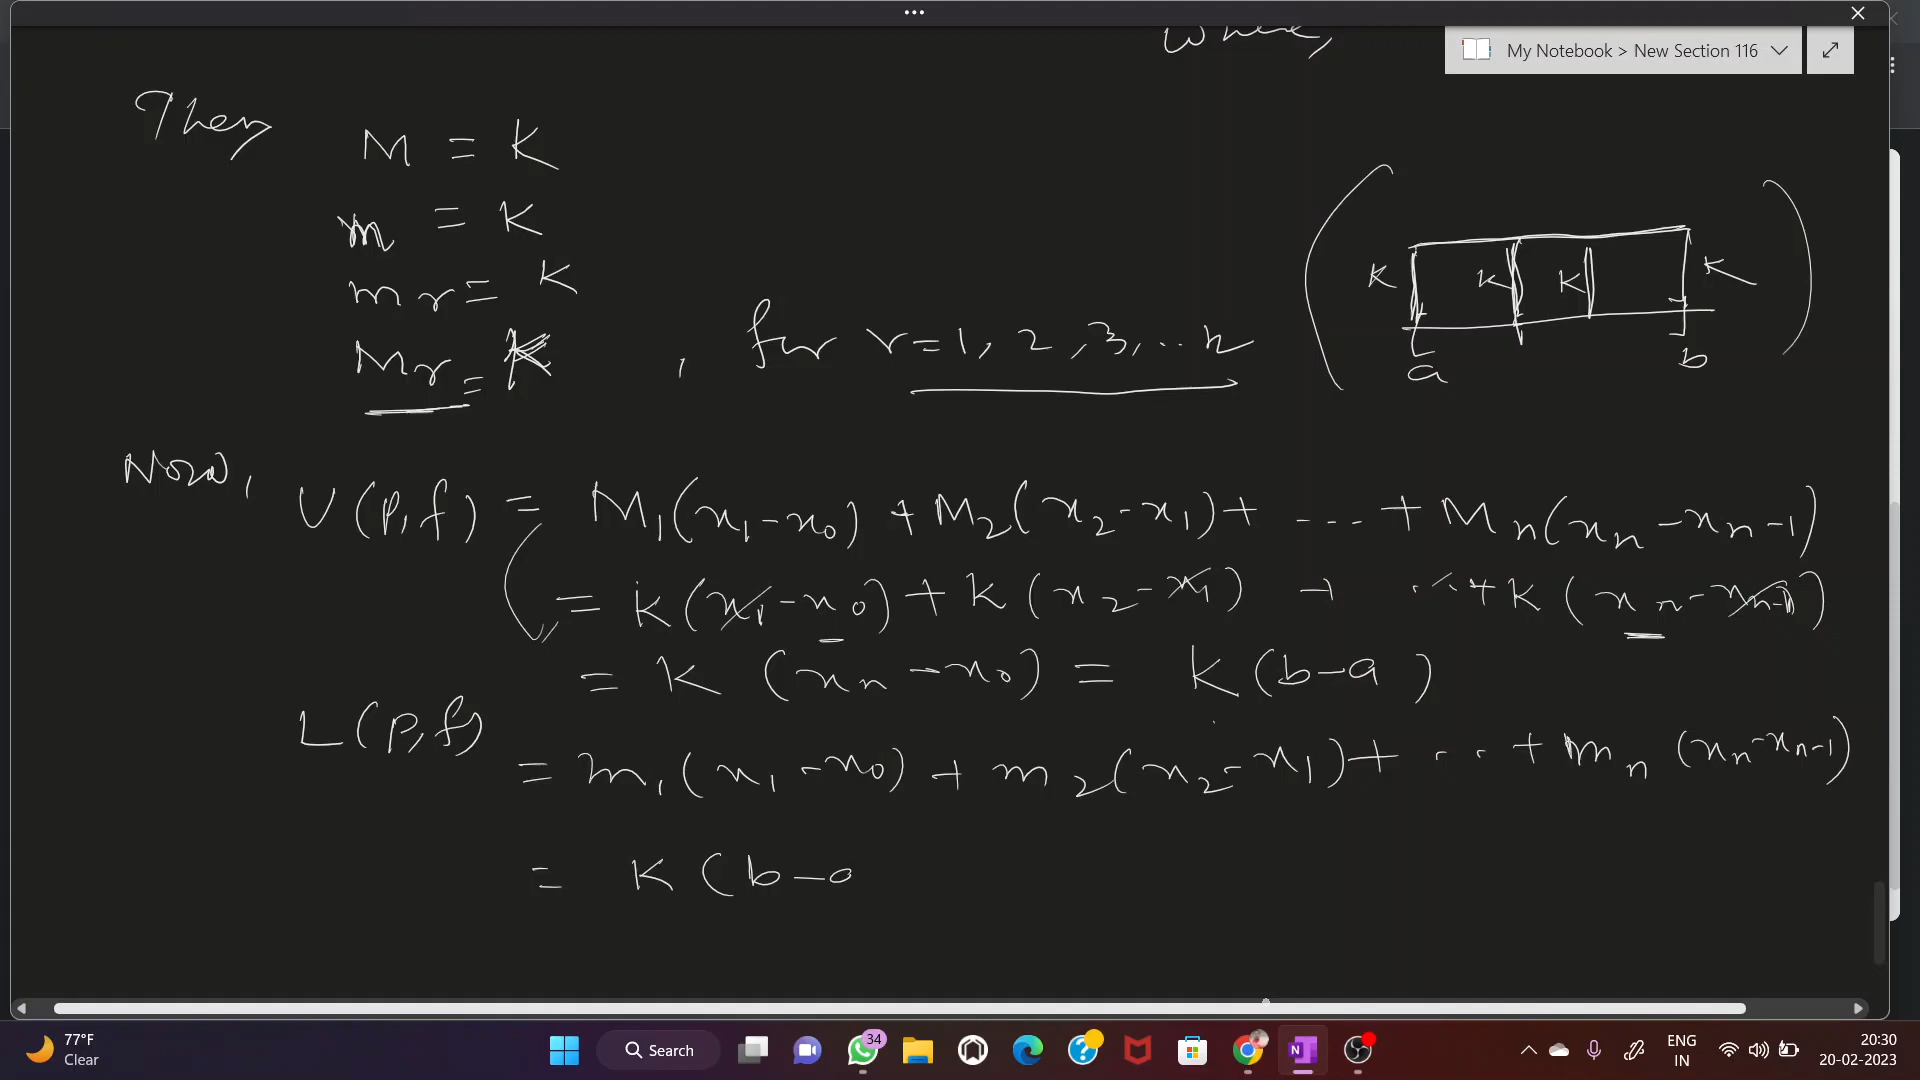 ...
where,
My Notebook > New Section 116
Then
M = K
m = K
mr = K
Mr = K , for r=1, 2, 3, ... n
K K K K
a b
Now, U(P,f) = M1(x1-x0) + M2(x2-x1) + .... + Mn(xn-xn-1)
= K(x1-x0) + K(x2-x1) + ... + K(xn-xn-1)
= K (xn-x0) = K(b-a)
L(P,f)
= m1(x1-x0) + m2(x2-x1) + .... + mn (xn-xn-1)
= K (b-a
77°F
Clear
Search
34
ENG
IN
20:30
20-02-2023